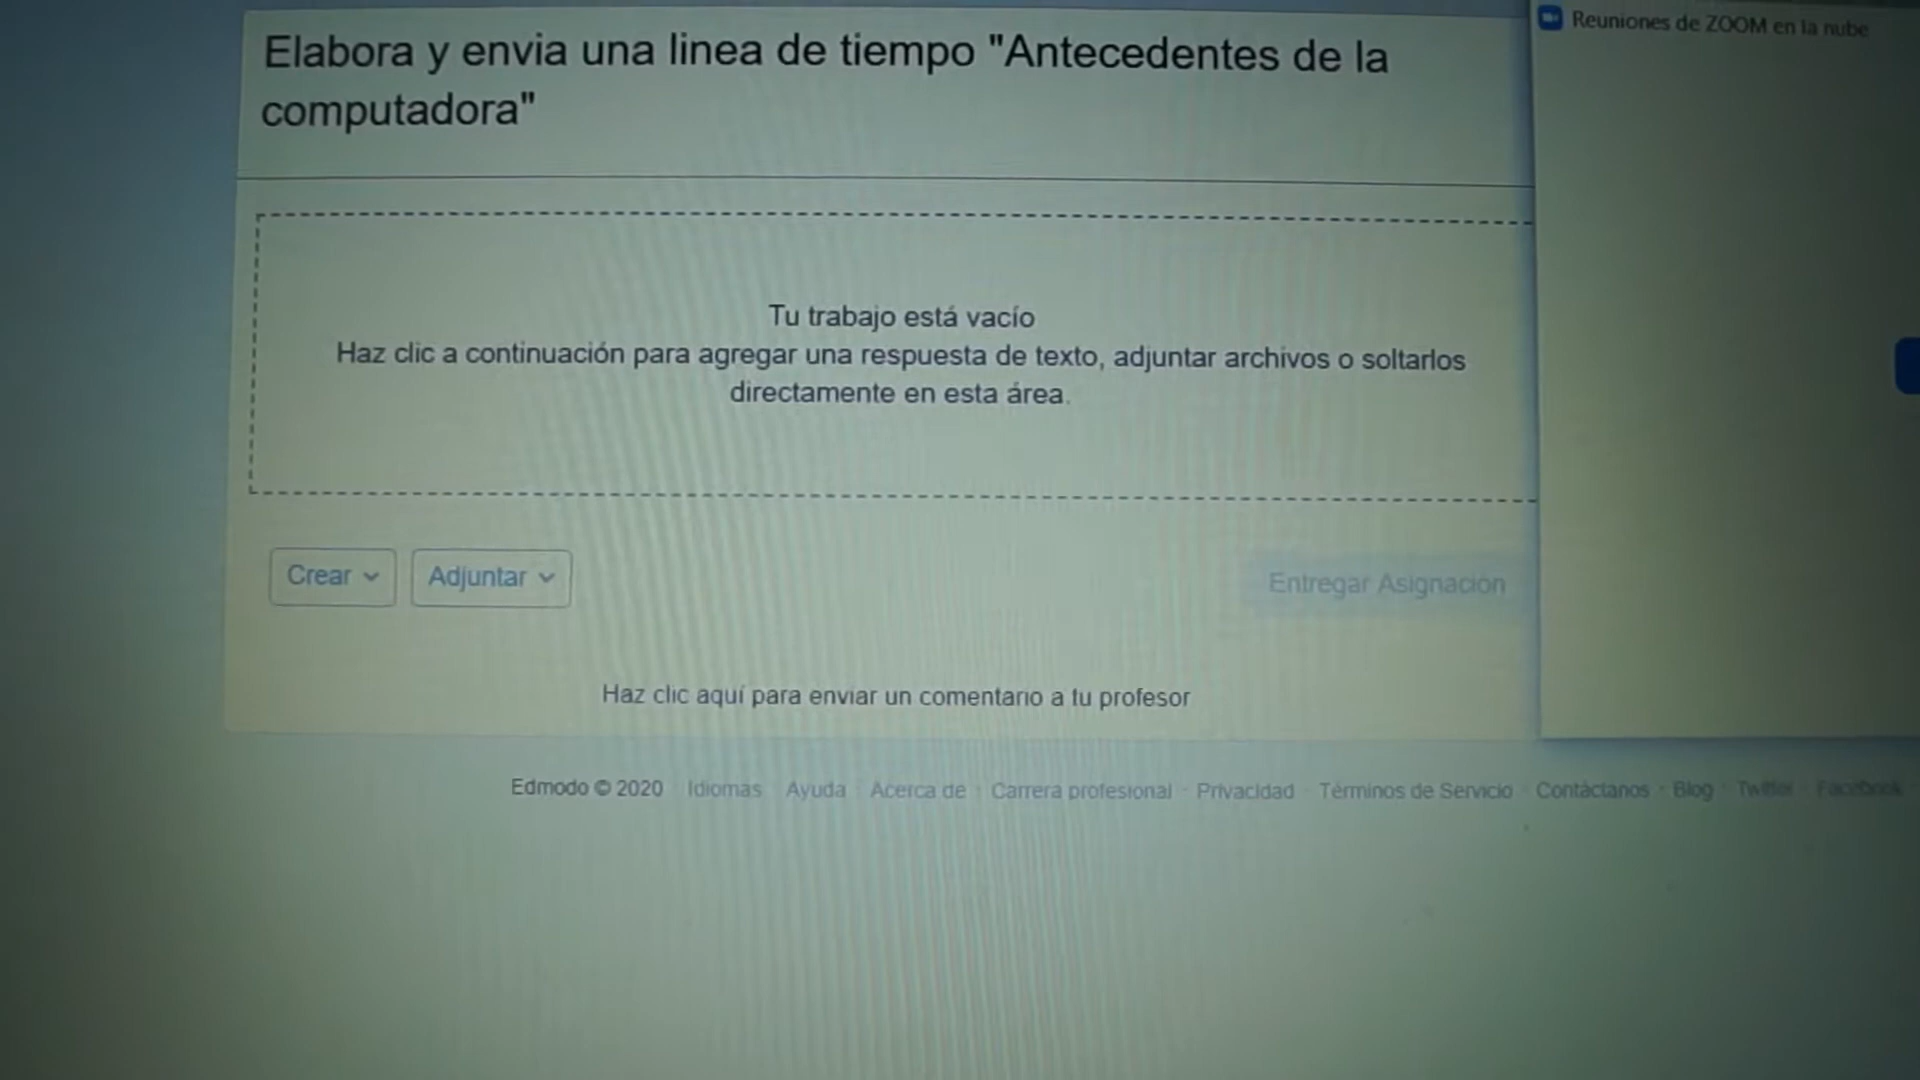 Elabora y envia una linea de tiempo "Antecedentes de la
computadora"
Reuniones de ZOOM en la nube
Tu trabajo está vacío
Haz clic a continuación para agregar una respuesta de texto, adjuntar archivos o soltarlos
directamente en esta área.
Crear Adjuntar Entregar Asignación
Haz clic aquí para enviar un comentario a tu profesor
Edmodo © 2020 · Idiomas · Ayuda · Acerca de · Carrera profesional · Privacidad · Términos de Servicio · Contáctanos · Blog · Twitter · Facebook